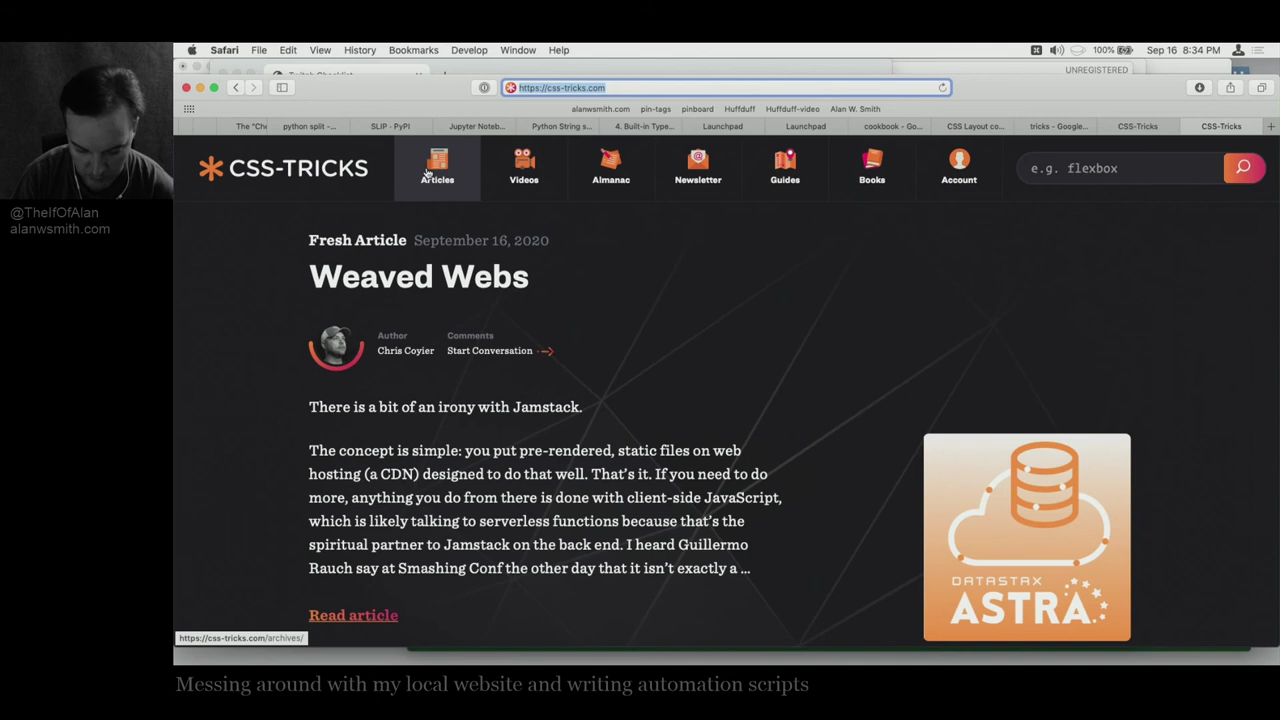 Safari File Edit View History Bookmarks Develop Window Help
100% Sep 16 8:34 PM
Twitch Checklist
UNREGISTERED
https://css-tricks.com
alanwsmith.com pin-tags pinboard Huffduff Huffduff-video Alan W. Smith
The "Che python split -... SLIP · PyPI Jupyter Noteb... Python String s... 4. Built-in Type... Launchpad Launchpad cookbook - Go... CSS Layout co... tricks - Google... CSS-Tricks CSS-Tricks
CSS-TRICKS
Articles Videos Almanac Newsletter Guides Books Account
e.g. flexbox
@TheIfOfAlan
alanwsmith.com
Fresh Article September 16, 2020
Weaved Webs
Author Comments
Chris Coyier Start Conversation
There is a bit of an irony with Jamstack.
The concept is simple: you put pre-rendered, static files on web
hosting (a CDN) designed to do that well. That's it. If you need to do
more, anything you do from there is done with client-side JavaScript,
which is likely talking to serverless functions because that's the
spiritual partner to Jamstack on the back end. I heard Guillermo
Rauch say at Smashing Conf the other day that it isn't exactly a ...
DATASTAX
ASTRA
Read article
https://css-tricks.com/archives/
Messing around with my local website and writing automation scripts